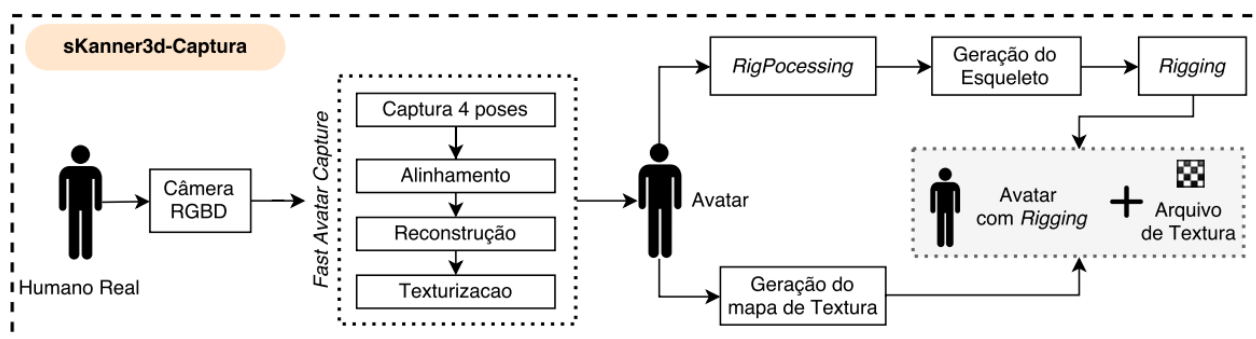 sKanner3d-Captura
Humano Real
Câmera
RGBD
Fast Avatar Capture
Captura 4 poses
Alinhamento
Reconstrução
Texturizacao
Avatar
RigPocessing
Geração do
Esqueleto
Rigging
Avatar
com Rigging
Arquivo
de Textura
Geração do
mapa de Textura